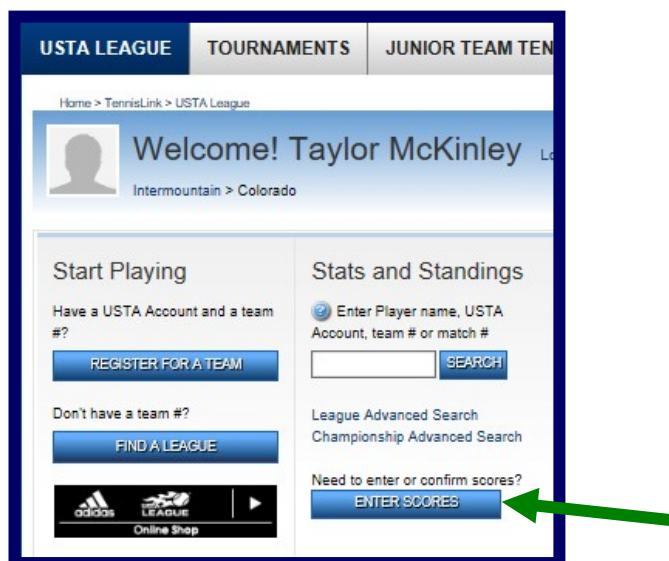 USTA LEAGUE TOURNAMENTS JUNIOR TEAM TEN
Home > TennisLink > USTA League
Welcome! Taylor McKinley Lo
Intermountain > Colorado
Start Playing
Have a USTA Account and a team
#?
REGISTER FOR A TEAM
Don't have a team #?
FIND A LEAGUE
adidas LEAGUE
Online Shop
Stats and Standings
Enter Player name, USTA
Account, team # or match #
SEARCH
League Advanced Search
Championship Advanced Search
Need to enter or confirm scores?
ENTER SCORES